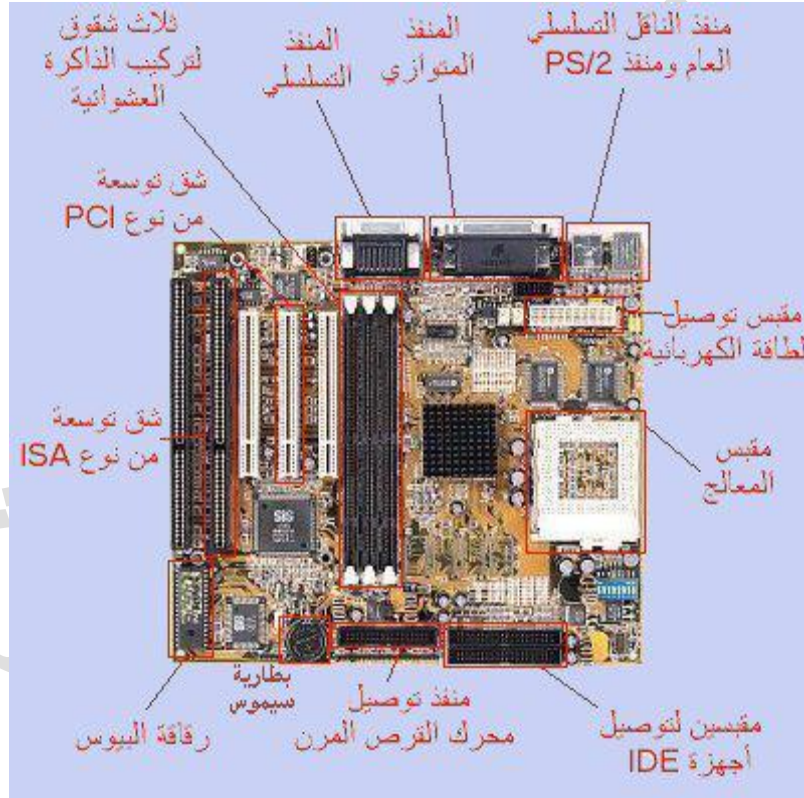 منفذ الناقل التسلسلي
العام ومنفذ PS/2
المنفذ
المتوازي
المنفذ
التسلسلي
ثلاث شقوق
لتركيب الذاكرة
العشوائية
شق توسعة
من نوع PCI
مقبس توصيل
لطاقة الكهربائية
شق توسعة
من نوع ISA
مقبس
المعالج
SiS
بطارية
سيموس
رقاقة البيوس
منفذ توصيل
محرك القرص المرن
مقبسين لتوصيل
أجهزة IDE